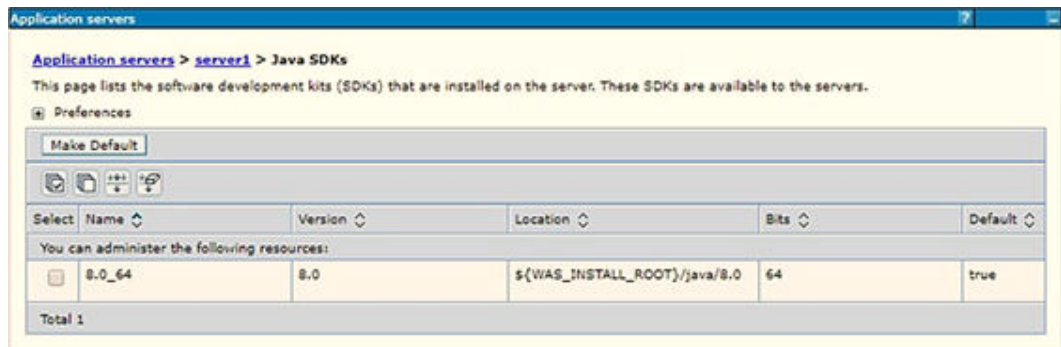 Application servers
?
Application servers > server1 > Java SDKs
This page lists the software development kits (SDKs) that are installed on the server. These SDKs are available to the servers.
Preferences
Make Default
Select Name Version Location Bits Default
You can administer the following resources:
8.0_64 8.0 ${WAS_INSTALL_ROOT}/java/8.0 64 true
Total 1